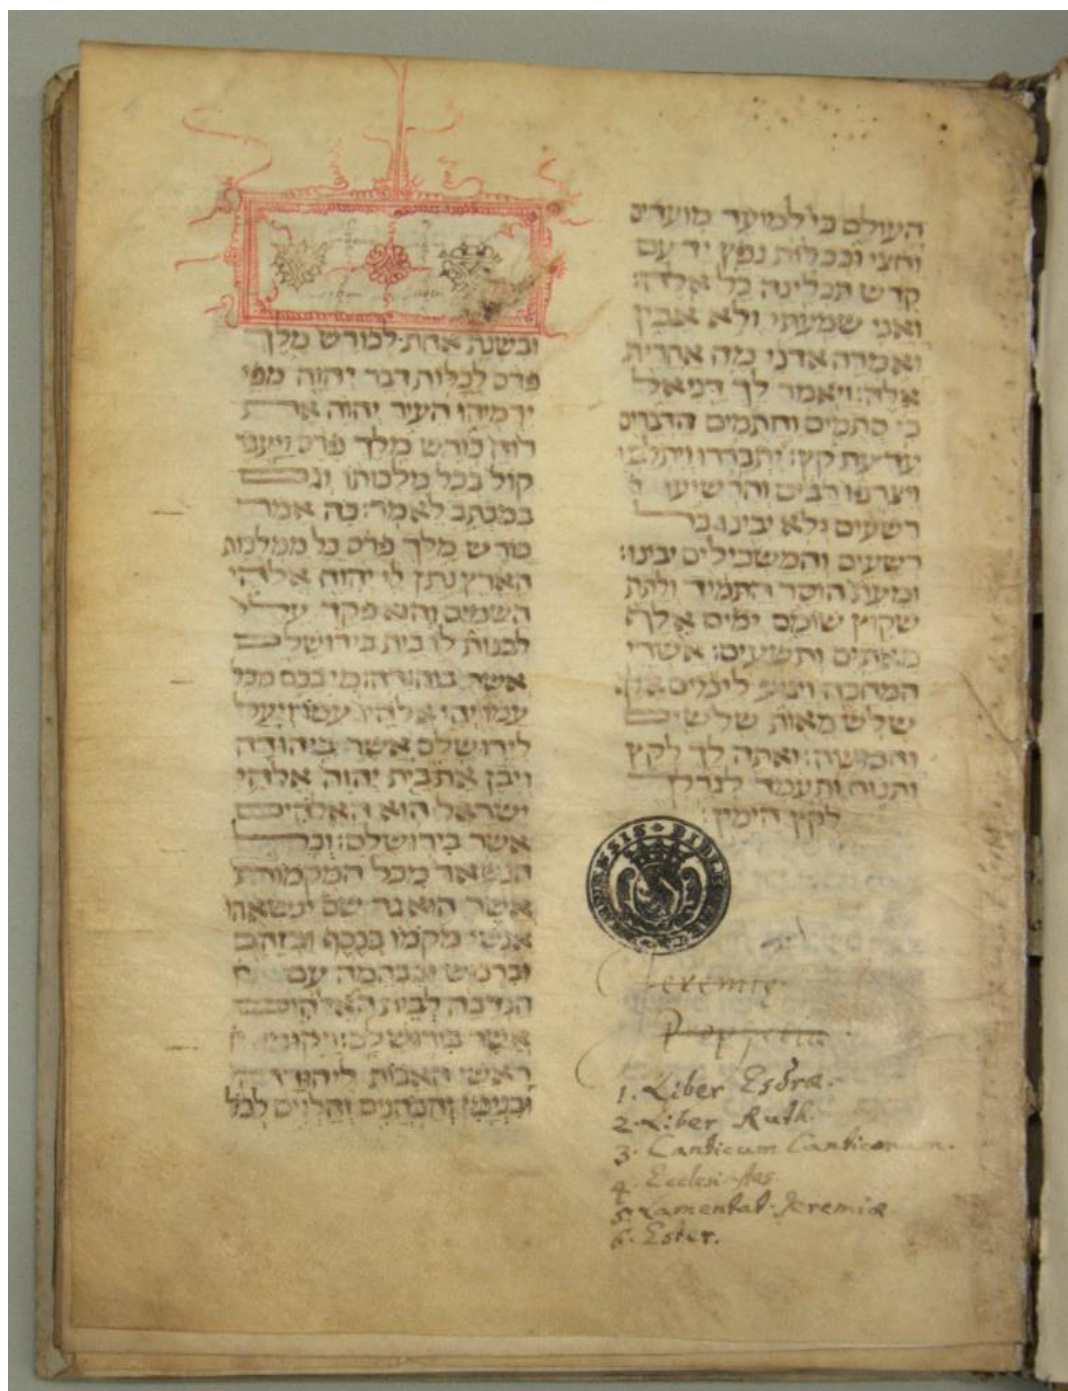 העולם כי למועד מועדים
וחצי וככלות נפץ יד עם
קדש תכלינה כל אלה:
ואני שמעתי ולא אבין
ואמרה אדני מה אחרית
אלה: ויאמר לך דניאל
כי סתמים וחתמים הדברים
עד עת קץ: יתבררו ויתלבנו
ויצרפו רבים והרשיעו
רשעים ולא יבינו כל
רשעים והמשכילים יבינו:
ומעת הוסר התמיד ולתת
שקוץ שומם ימים אלף
מאתים ותשעים: אשרי
המחכה ויגיע לימים אלף
שלש מאות שלשים
וחמשה: ואתה לך לקץ
ותנוח ותעמד לגרלך
לקץ הימין:
Jeremie
Prophetia
1. Liber Esdrae.
2. Liber Ruth.
3. Canticum Canticorum.
4. Ecclesiastes.
5. Lamentat. Jeremiae
6. Ester.
ובשנת אחת לכורש מלך
פרס לכלות דבר יהוה מפי
ירמיהו העיר יהוה את
רוח כורש מלך פרס ויעבר
קול בכל מלכותו וגם
במכתב לאמר: כה אמר
כורש מלך פרס כל ממלכות
הארץ נתן לי יהוה אלהי
השמים והוא פקד עלי
לבנות לו בית בירושלם
אשר ביהודה: מי בכם מכל
עמו יהי אלהיו עמו ויעל
לירושלם אשר ביהודה
ויבן את בית יהוה אלהי
ישראל הוא האלהים
אשר בירושלם: וכל
הנשאר מכל המקמות
אשר הוא גר שם ינשאוהו
אנשי מקמו בכסף ובזהב
וברכוש ובבהמה עם
הנדבה לבית האלהים
אשר בירושלם: ויקומו
ראשי האבות ליהודה
ובנימן והכהנים והלוים לכל